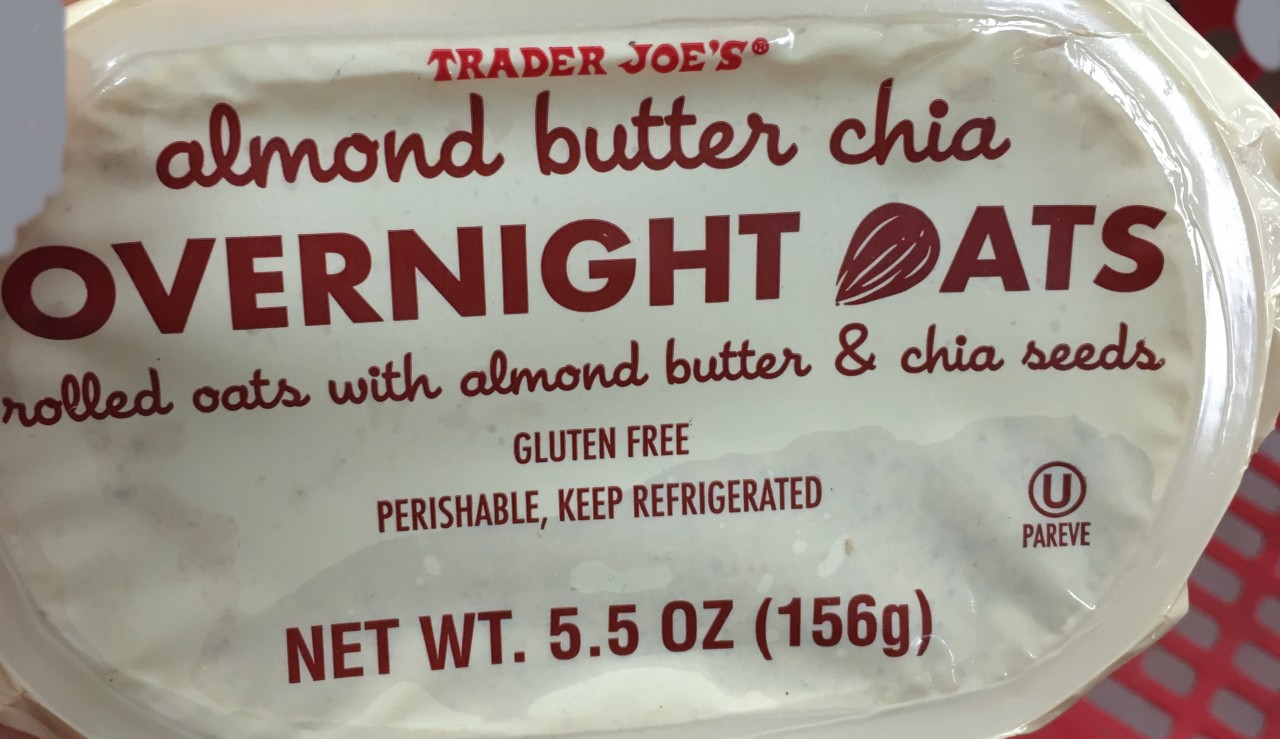 TRADER JOE'S®
almond butter chia
OVERNIGHT OATS
rolled oats with almond butter & chia seeds
GLUTEN FREE
PERISHABLE, KEEP REFRIGERATED
U
PAREVE
NET WT. 5.5 OZ (156g)